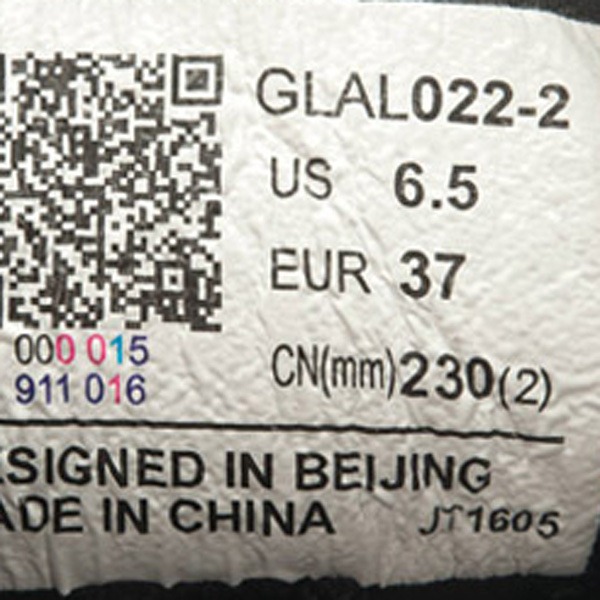 GLAL022-2
US 6.5
EUR 37
CN(mm)230(2)
000 015
911 016
ESIGNED IN BEIJING
ADE IN CHINA JT1605